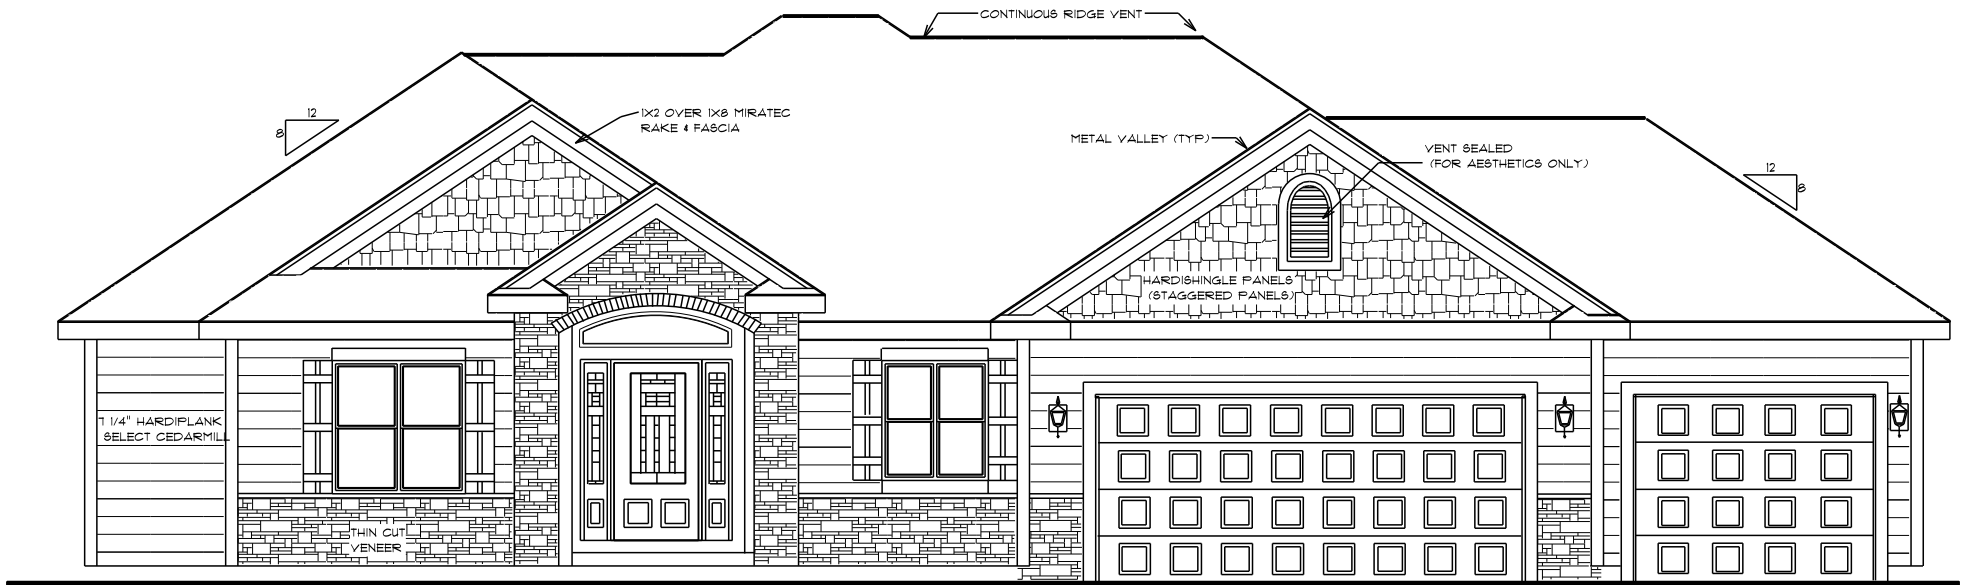 CONTINUOUS RIDGE VENT
12
8
1X2 OVER 1X8 MIRATEC
RAKE & FASCIA
METAL VALLEY (TYP.)
VENT SEALED
(FOR AESTHETICS ONLY)
12
8
HARDISHINGLE PANELS
(STAGGERED PANELS)
7 1/4" HARDIPLANK
SELECT CEDARMILL
THIN CUT
VENEER